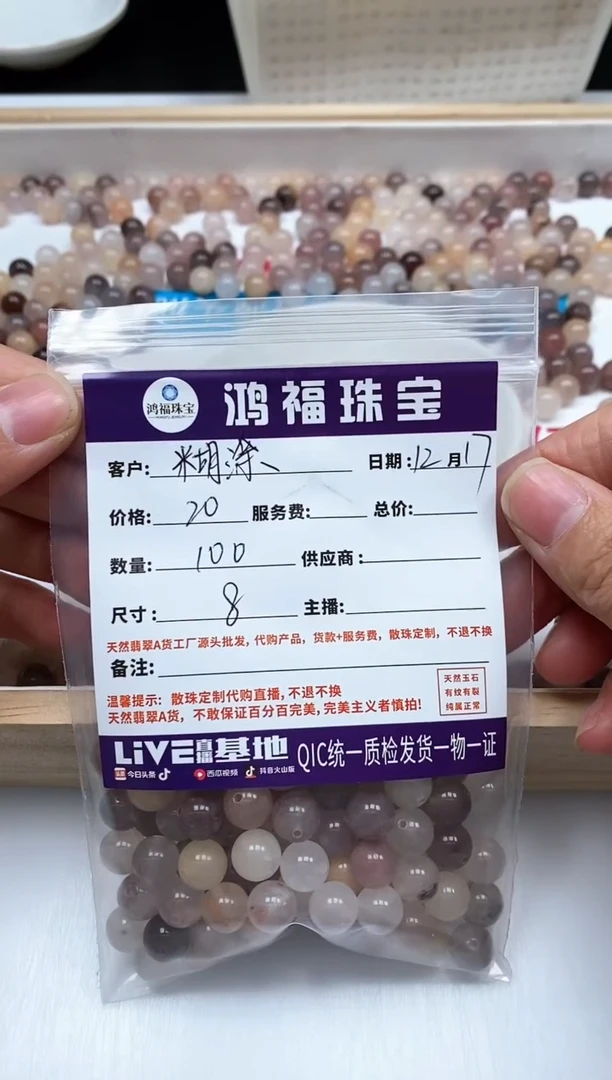 鸿福珠宝 鸿福珠宝
客户: 糊涂、 日期: 12月17
价格: 20 服务费: 总价:
数量: 100 供应商:
尺寸: 8 主播:
天然翡翠A货工厂源头批发,代购产品,货款+服务费,散珠定制,不退不换
备注:
温馨提示: 散珠定制代购直播,不退不换
天然翡翠A货,不敢保证百分百完美,完美主义者慎拍!
天然玉石
有纹有裂
纯属正常
LiVE直播基地 QIC统一质检发货一物一证
头条 今日头条 西瓜视频 抖音火山版